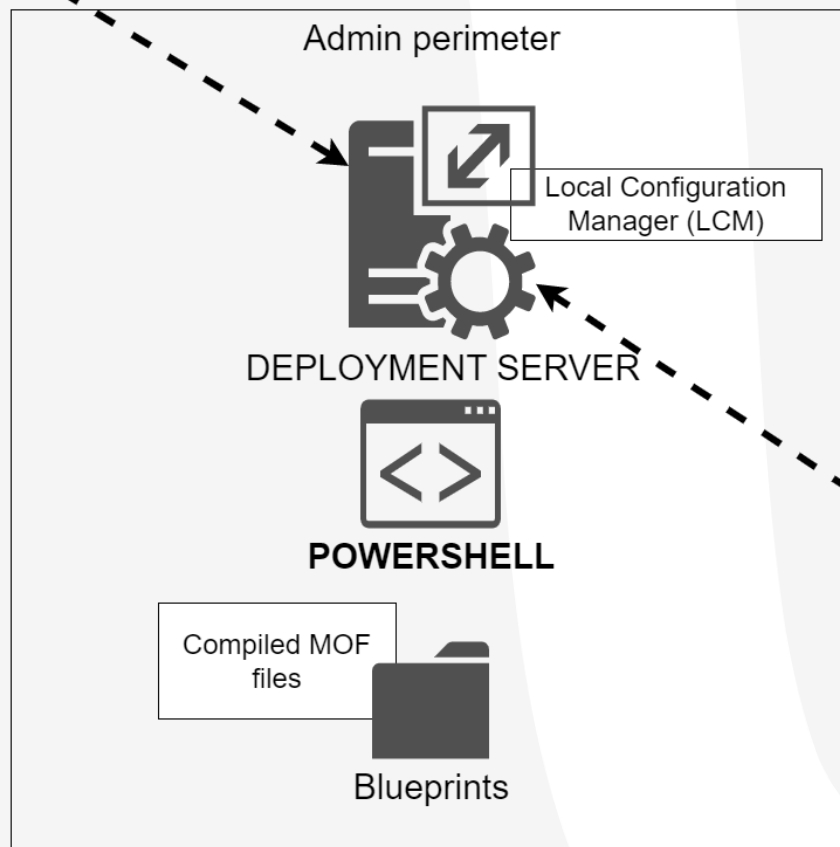 Admin perimeter
Local Configuration
Manager (LCM)
DEPLOYMENT SERVER
POWERSHELL
Compiled MOF
files
Blueprints